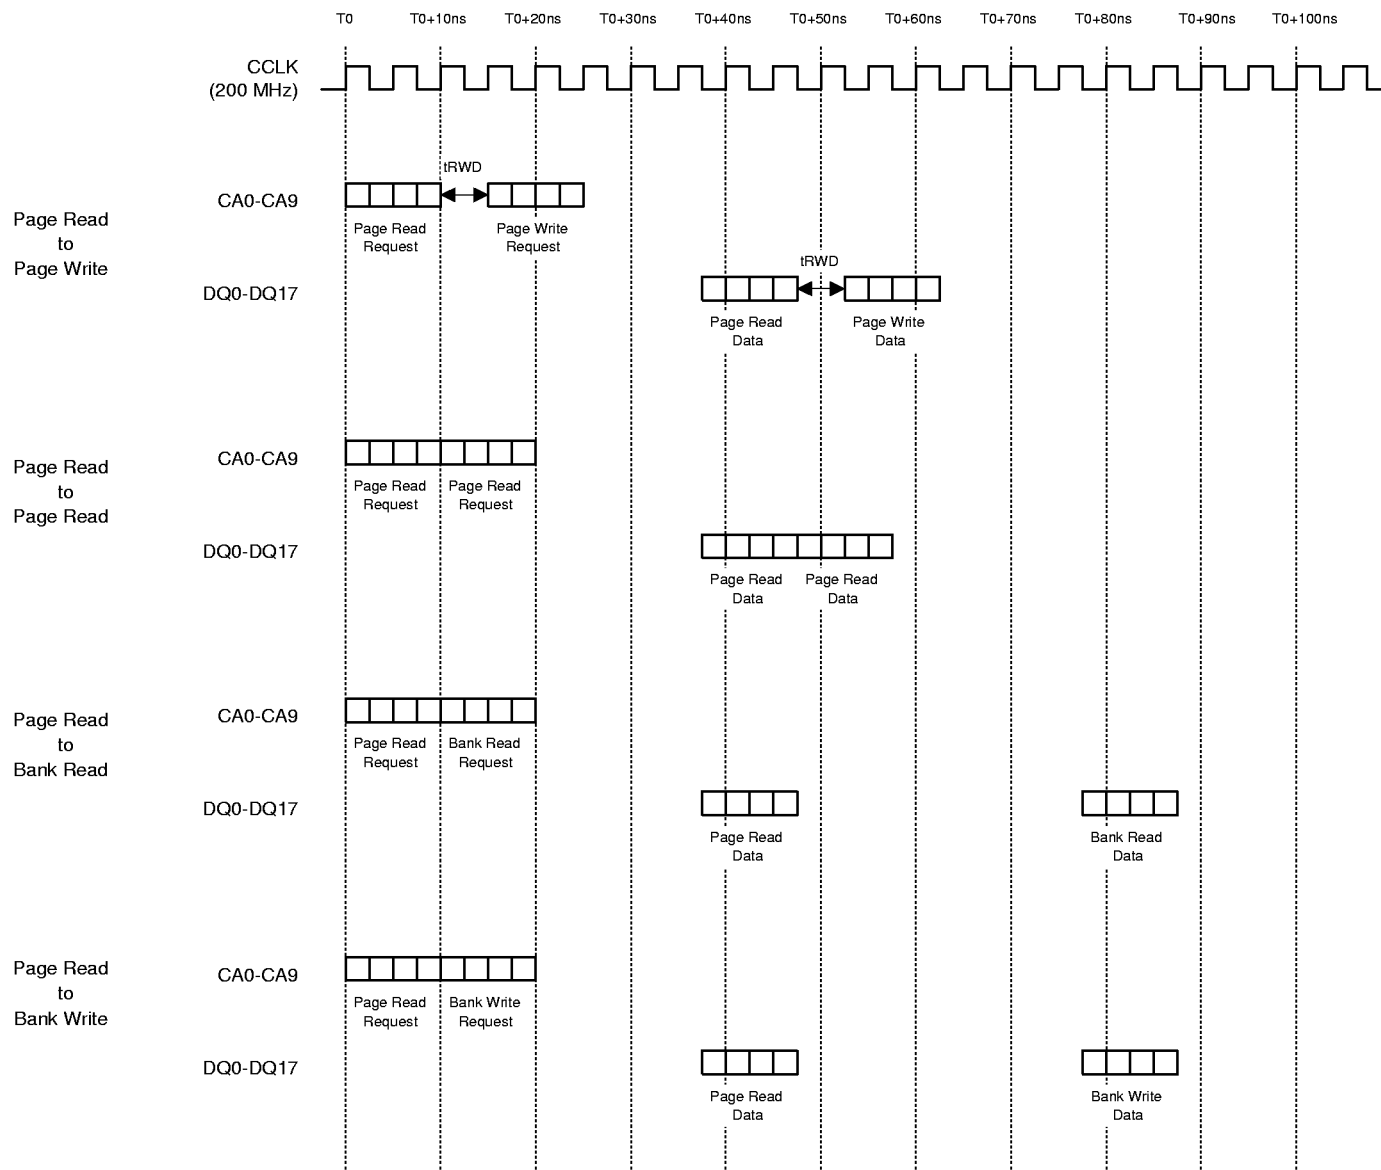 T0 T0+10ns T0+20ns T0+30ns T0+40ns T0+50ns T0+60ns T0+70ns T0+80ns T0+90ns T0+100ns
CCLK
(200 MHz)
Page Read
to
Page Write
CA0-CA9
tRWD
Page Read
Request
Page Write
Request
DQ0-DQ17
tRWD
Page Read
Data
Page Write
Data
Page Read
to
Page Read
CA0-CA9
Page Read
Request
Page Read
Request
DQ0-DQ17
Page Read
Data
Page Read
Data
Page Read
to
Bank Read
CA0-CA9
Page Read
Request
Bank Read
Request
DQ0-DQ17
Page Read
Data
Bank Read
Data
Page Read
to
Bank Write
CA0-CA9
Page Read
Request
Bank Write
Request
DQ0-DQ17
Page Read
Data
Bank Write
Data